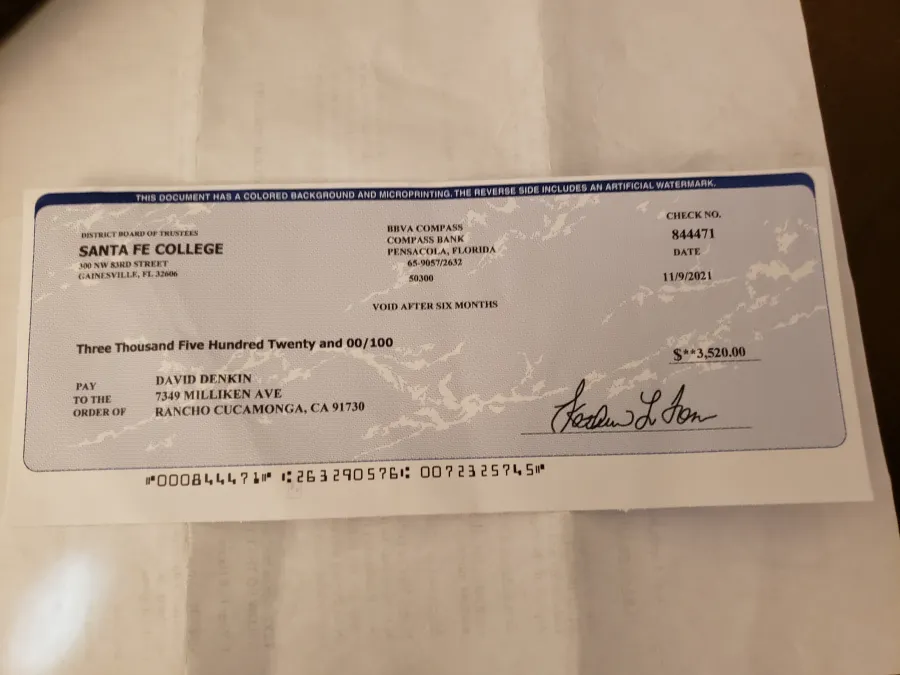 THIS DOCUMENT HAS A COLORED BACKGROUND AND MICROPRINTING. THE REVERSE SIDE INCLUDES AN ARTIFICIAL WATERMARK.
DISTRICT BOARD OF TRUSTEES
SANTA FE COLLEGE
300 NW 83RD STREET
GAINESVILLE, FL 32606
BBVA COMPASS
COMPASS BANK
PENSACOLA, FLORIDA
65-9057/2632
50300
CHECK NO.
844471
DATE
11/9/2021
VOID AFTER SIX MONTHS
Three Thousand Five Hundred Twenty and 00/100
$**3,520.00
PAY
TO THE
ORDER OF
DAVID DENKIN
7349 MILLIKEN AVE
RANCHO CUCAMONGA, CA 91730
⑈000844471⑈ ⑆263290576⑆ 0072325745⑈